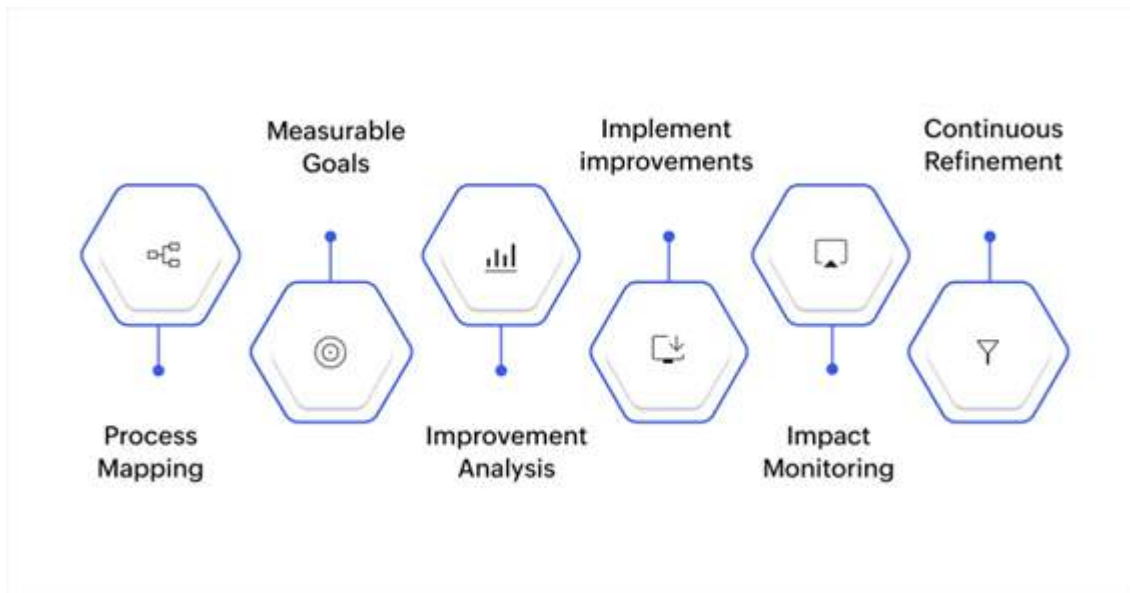 Process
Mapping
Measurable
Goals
Improvement
Analysis
Implement
improvements
Impact
Monitoring
Continuous
Refinement